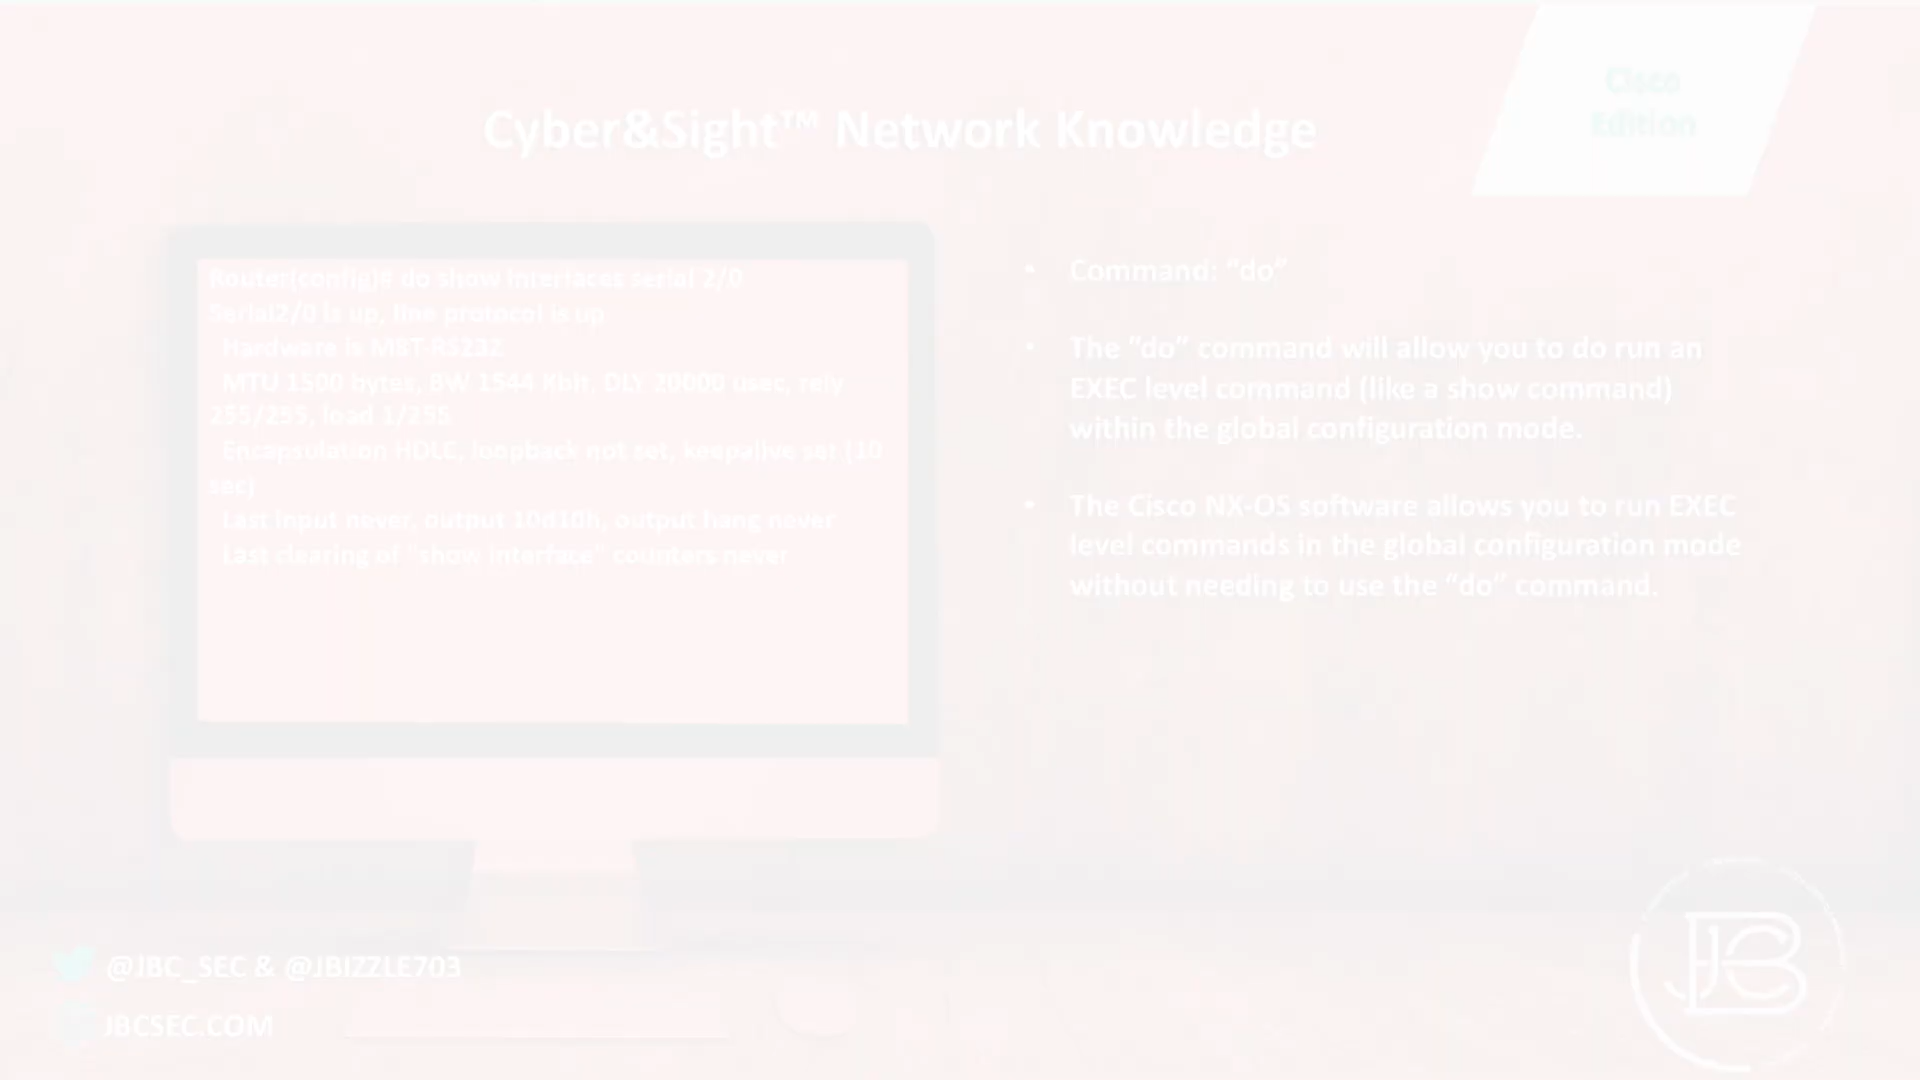 Cisco
Edition
Cyber&Sight™ Network Knowledge
Router(config)# do show interfaces serial 2/0
Serial2/0 is up, line protocol is up
Hardware is MBT-RS232
MTU 1500 bytes, BW 1544 Kbit, DLY 20000 usec, rely
255/255, load 1/255
Encapsulation HDLC, loopback not set, keepalive set (10
sec)
Last input never, output 10d10h, output hang never
Last clearing of "show interface" counters never
• Command: “do”
• The “do” command will allow you to do run an
EXEC level command (like a show command)
within the global configuration mode.
• The Cisco NX-OS software allows you to run EXEC
level commands in the global configuration mode
without needing to use the “do” command.
@JBC_SEC & @JBIZZLE703
JBCSEC.COM
JBC